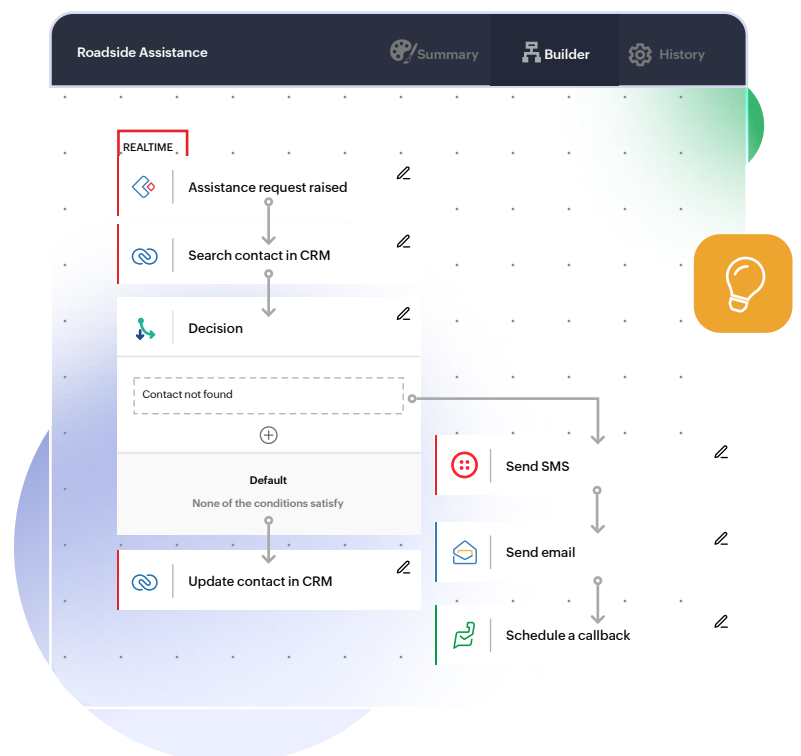 Roadside Assistance
Summary
Builder
History
REALTIME
Assistance request raised
Search contact in CRM
Decision
Contact not found
Default
None of the conditions satisfy
Update contact in CRM
Send SMS
Send email
Schedule a callback